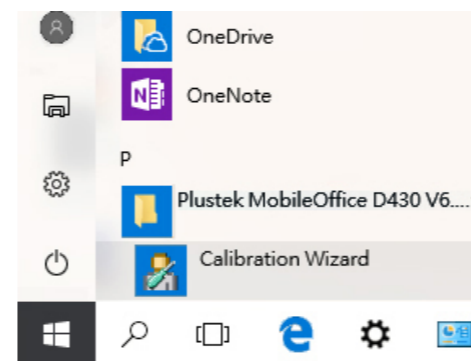 OneDrive
OneNote
P
Plustek MobileOffice D430 V6....
Calibration Wizard